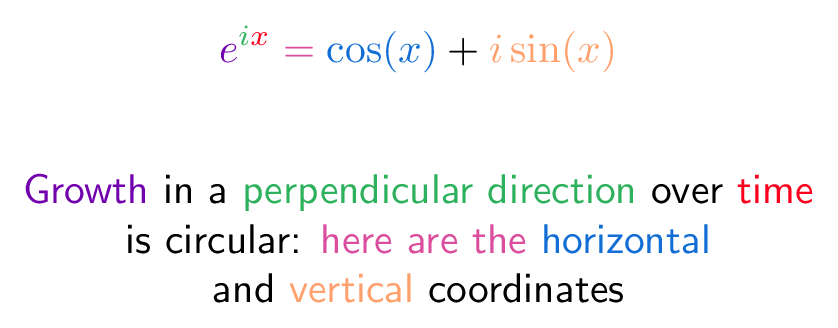 e^{ix} = cos(x) + i sin(x)
Growth in a perpendicular direction over time
is circular: here are the horizontal
and vertical coordinates